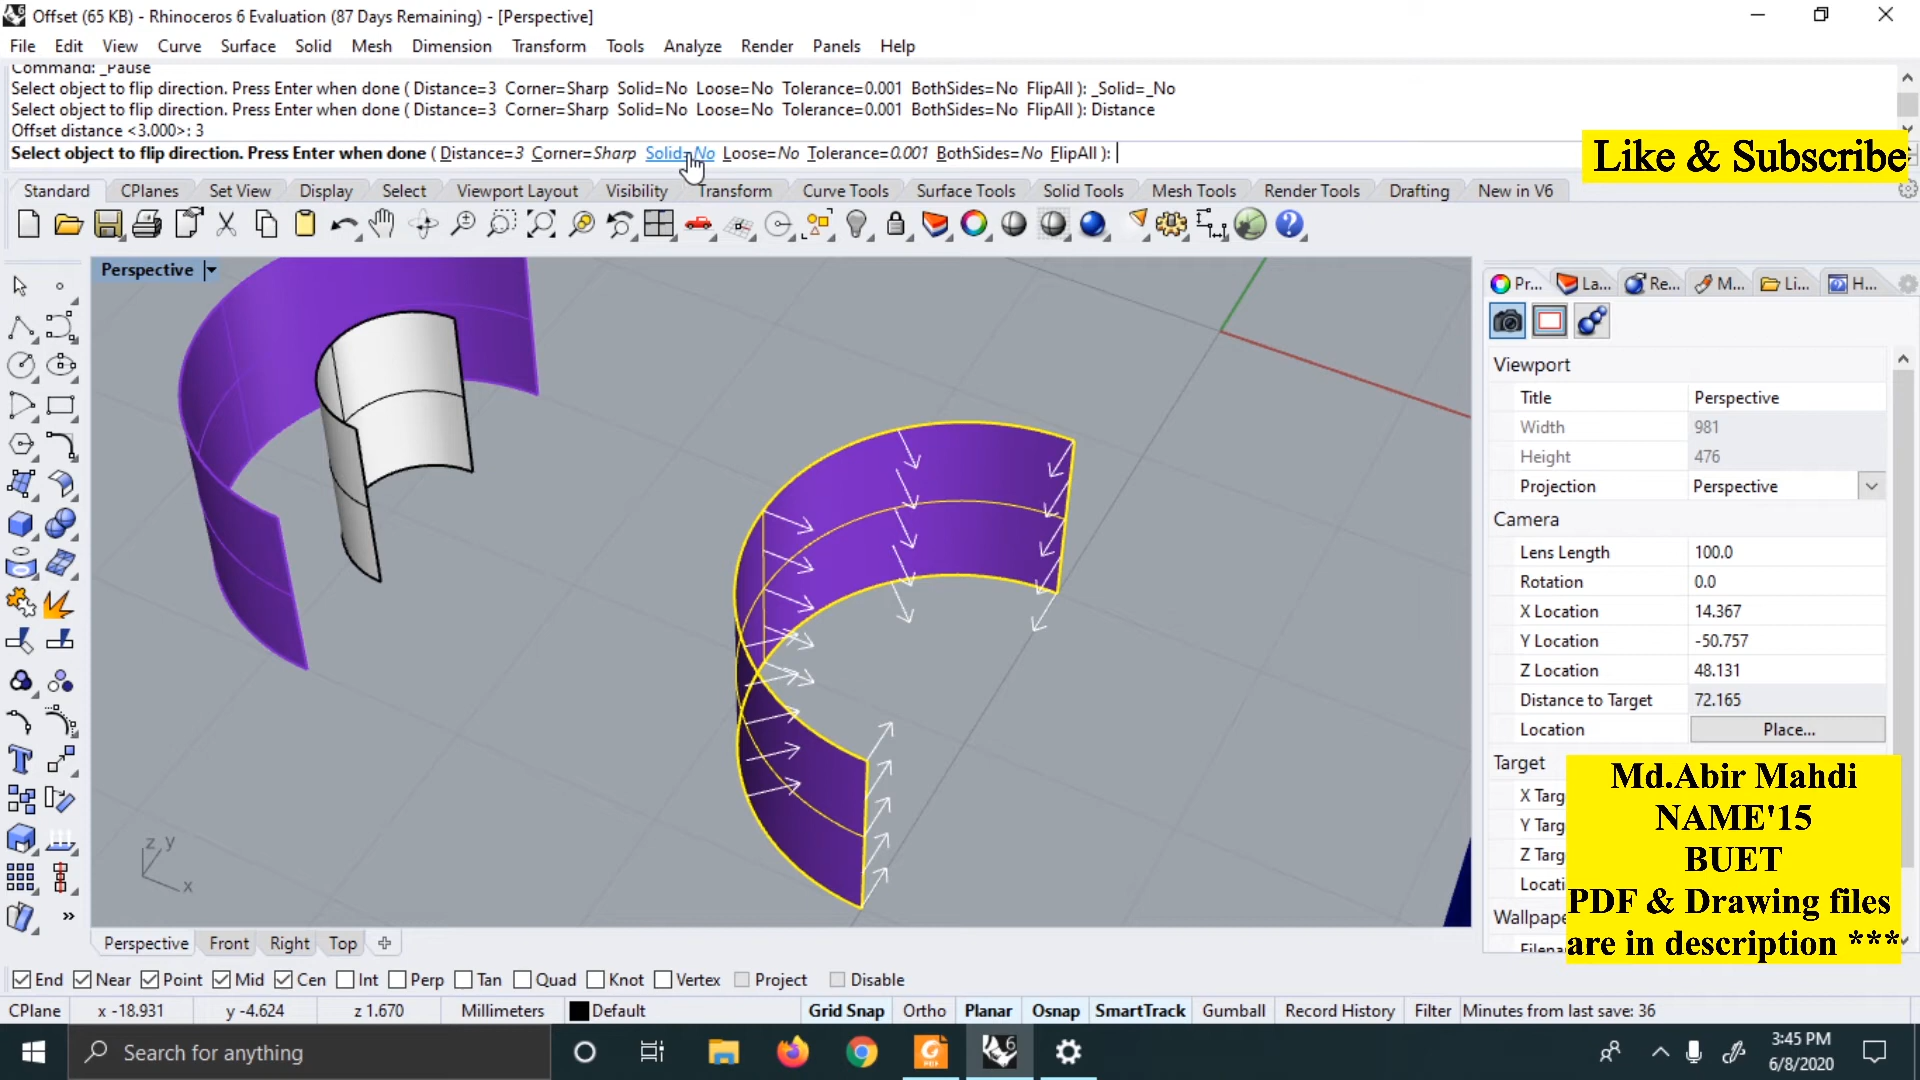 Offset (65 KB) - Rhinoceros 6 Evaluation (87 Days Remaining) - [Perspective]
File Edit View Curve Surface Solid Mesh Dimension Transform Tools Analyze Render Panels Help
Command: _Pause
Select object to flip direction. Press Enter when done ( Distance=3 Corner=Sharp Solid=No Loose=No Tolerance=0.001 BothSides=No FlipAll ): _Solid=_No
Select object to flip direction. Press Enter when done ( Distance=3 Corner=Sharp Solid=No Loose=No Tolerance=0.001 BothSides=No FlipAll ): Distance
Offset distance <3.000>: 3
Select object to flip direction. Press Enter when done ( Distance=3 Corner=Sharp Solid=No Loose=No Tolerance=0.001 BothSides=No FlipAll ):
Like & Subscribe
Standard CPlanes Set View Display Select Viewport Layout Visibility Transform Curve Tools Surface Tools Solid Tools Mesh Tools Render Tools Drafting New in V6
Perspective
Pr... La... Re... M... Li... H...
Viewport
Title Perspective
Width 981
Height 476
Projection Perspective
Camera
Lens Length 100.0
Rotation 0.0
X Location 14.367
Y Location -50.757
Z Location 48.131
Distance to Target 72.165
Location Place...
Target
X Targ
Y Targ
Z Targ
Locati
Wallpape
Md.Abir Mahdi
NAME'15
BUET
PDF & Drawing files
are in description ***
z y
x
Perspective Front Right Top
End Near Point Mid Cen Int Perp Tan Quad Knot Vertex Project Disable
CPlane x -18.931 y -4.624 z 1.670 Millimeters Default Grid Snap Ortho Planar Osnap SmartTrack Gumball Record History Filter Minutes from last save: 36
Search for anything
PDF
6
3:45 PM
6/8/2020